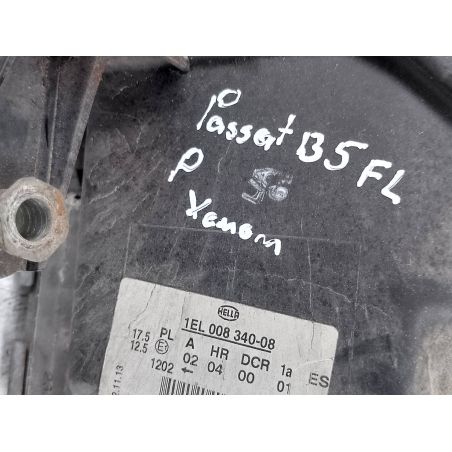 Passat B5 FL
P
Xenon
HELLA
1EL 008 340-08
17.5 PL A HR DCR 1a ES
12.5 E1 02 04 00 01
1202 ←